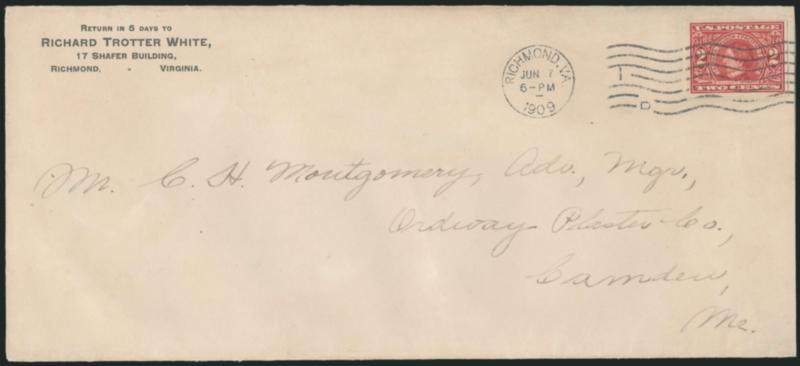 RETURN IN 5 DAYS TO
RICHARD TROTTER WHITE,
17 SHAFER BUILDING,
RICHMOND, - VIRGINIA.
RICHMOND, VA.
JUN 7
6-PM
1909
1
D
U.S. POSTAGE
2 2
TWO CENTS
Mr. C. H. Montgomery, Adv, Mgr.,
Ordway Plaster Co.,
Camden,
Me.